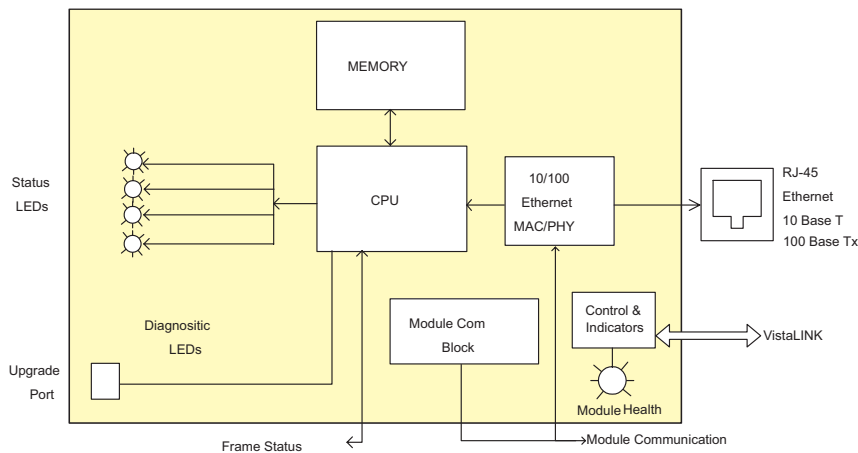 MEMORY
CPU
10/100
Ethernet
MAC/PHY
RJ-45
Ethernet
10 Base T
100 Base Tx
Status
LEDs
Diagnositic
LEDs
Module Com
Block
Control &
Indicators
VistaLINK
Upgrade
Port
Module Health
Frame Status
Module Communication